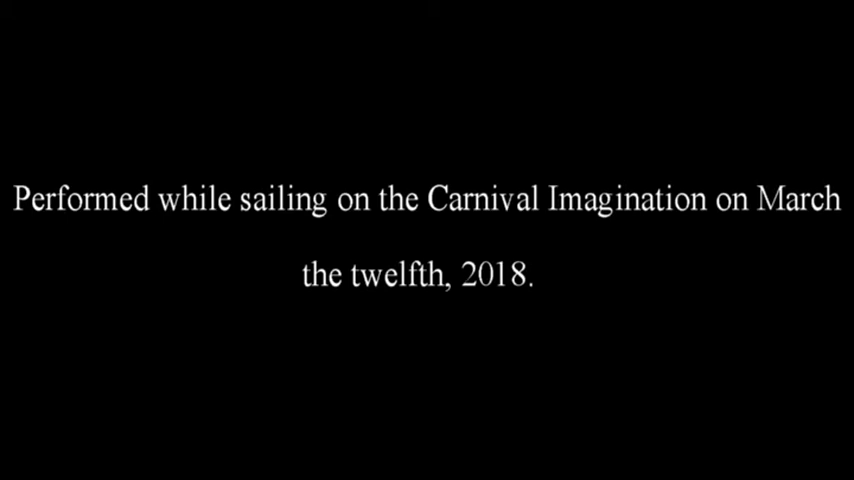 Performed while sailing on the Carnival Imagination on March
the twelfth, 2018.